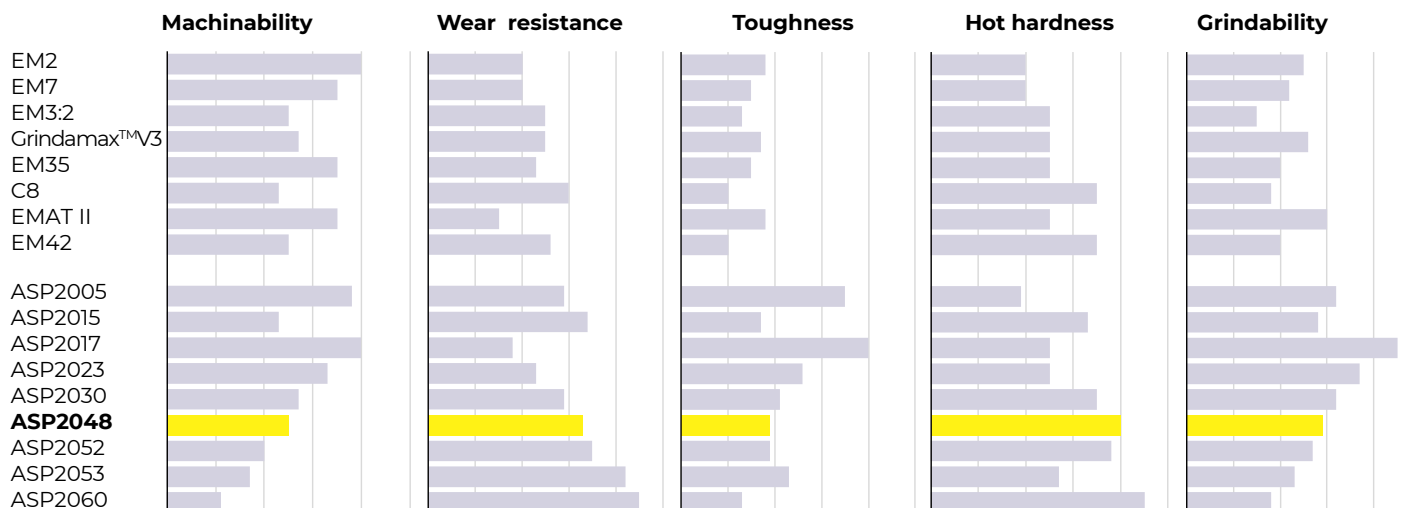 Machinability Wear resistance Toughness Hot hardness Grindability
EM2
EM7
EM3:2
Grindamax™V3
EM35
C8
EMAT II
EM42
ASP2005
ASP2015
ASP2017
ASP2023
ASP2030
ASP2048
ASP2052
ASP2053
ASP2060